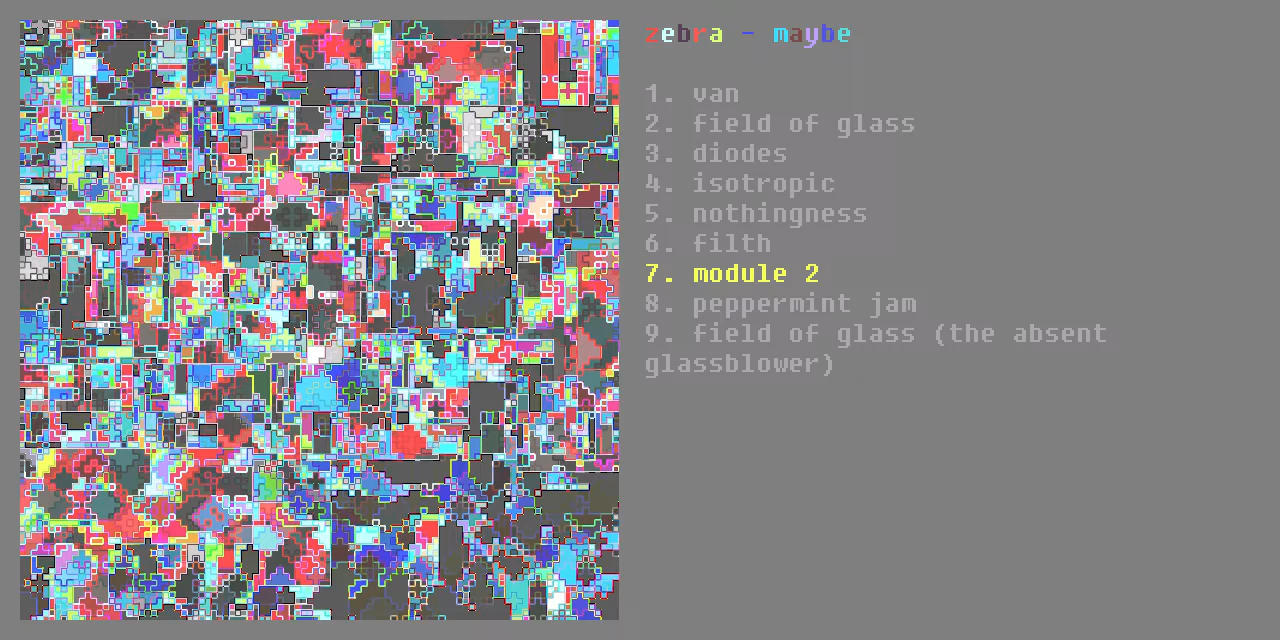 zebra - maybe
1. van
2. field of glass
3. diodes
4. isotropic
5. nothingness
6. filth
7. module 2
8. peppermint jam
9. field of glass (the absent
glassblower)